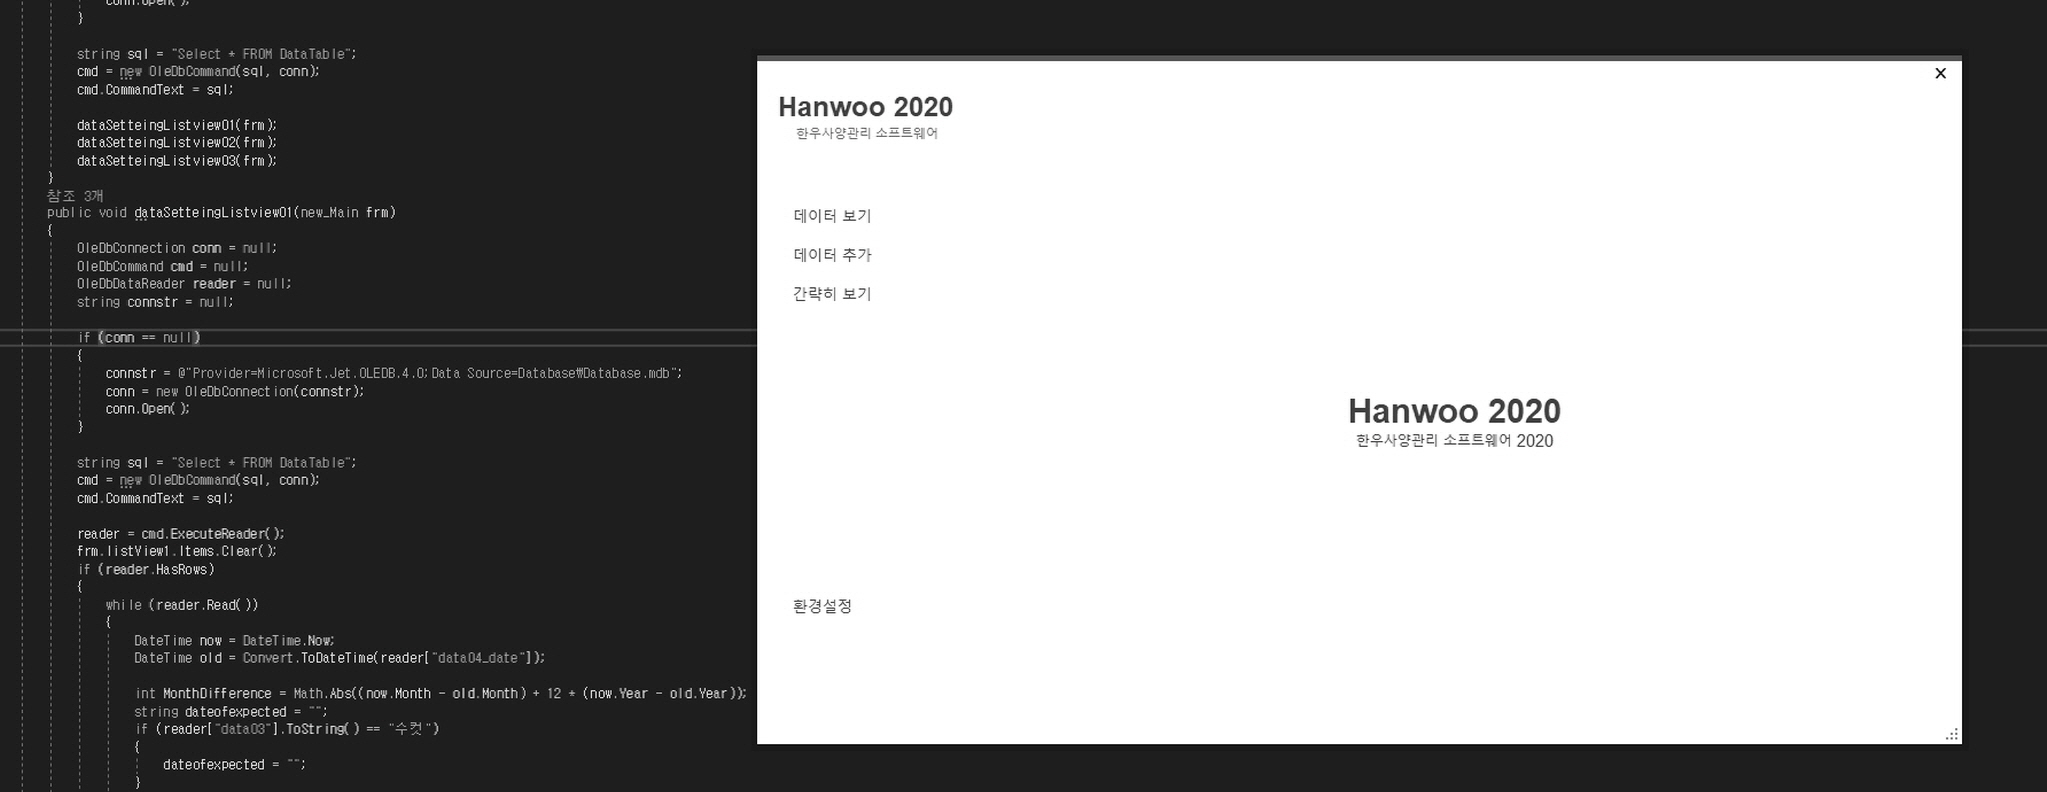 conn.Open();
}
string sql = "Select * FROM DataTable";
cmd = new OleDbCommand(sql, conn);
cmd.CommandText = sql;
dataSetteingListview01(frm);
dataSetteingListview02(frm);
dataSetteingListview03(frm);
}
참조 3개
public void dataSetteingListview01(new_Main frm)
{
OleDbConnection conn = null;
OleDbCommand cmd = null;
OleDbDataReader reader = null;
string connstr = null;
if (conn == null)
{
connstr = @"Provider=Microsoft.Jet.OLEDB.4.0;Data Source=Database₩Database.mdb";
conn = new OleDbConnection(connstr);
conn.Open();
}
string sql = "Select * FROM DataTable";
cmd = new OleDbCommand(sql, conn);
cmd.CommandText = sql;
reader = cmd.ExecuteReader();
frm.listView1.Items.Clear();
if (reader.HasRows)
{
while (reader.Read())
{
DateTime now = DateTime.Now;
DateTime old = Convert.ToDateTime(reader["data04_date"]);
int MonthDifference = Math.Abs((now.Month - old.Month) + 12 * (now.Year - old.Year));
string dateofexpected = "";
if (reader["data03"].ToString() == "수컷")
{
dateofexpected = "";
}
×
Hanwoo 2020
한우사양관리 소프트웨어
데이터 보기
데이터 추가
간략히 보기
Hanwoo 2020
한우사양관리 소프트웨어 2020
환경설정